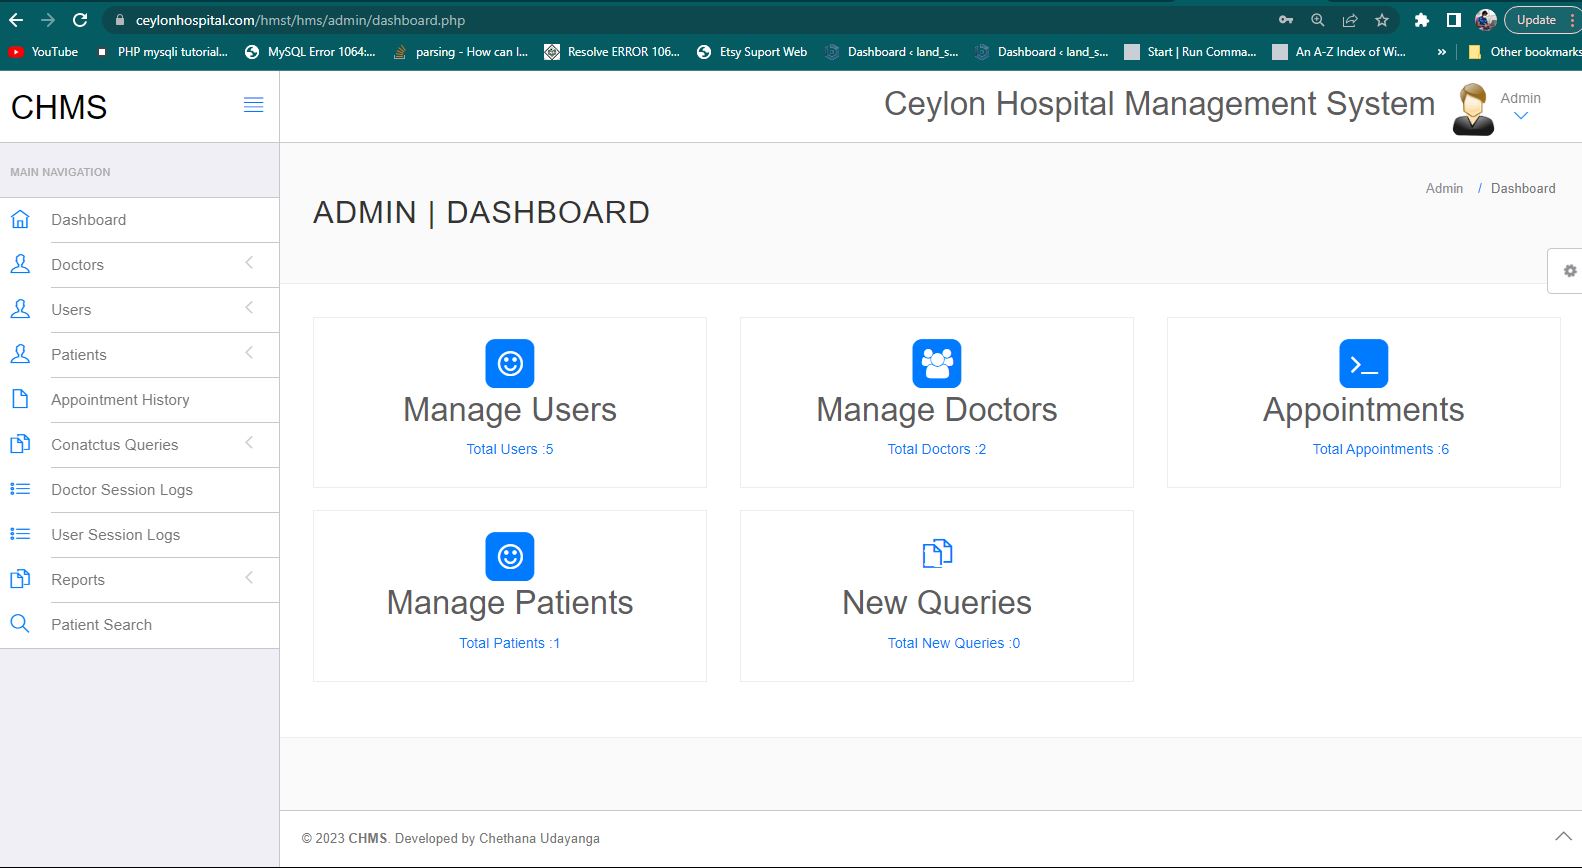 ceylonhospital.com/hmst/hms/admin/dashboard.php
Update
YouTube
PHP mysqli tutorial...
MySQL Error 1064:...
parsing - How can I...
Resolve ERROR 106...
Etsy Suport Web
Dashboard ‹ land_s...
Dashboard ‹ land_s...
Start | Run Comma...
An A-Z Index of Wi...
»
Other bookmarks
CHMS
Ceylon Hospital Management System
Admin
MAIN NAVIGATION
Dashboard
Doctors
Users
Patients
Appointment History
Conatctus Queries
Doctor Session Logs
User Session Logs
Reports
Patient Search
ADMIN | DASHBOARD
Admin / Dashboard
Manage Users
Total Users :5
Manage Doctors
Total Doctors :2
Appointments
Total Appointments :6
Manage Patients
Total Patients :1
New Queries
Total New Queries :0
© 2023 CHMS. Developed by Chethana Udayanga